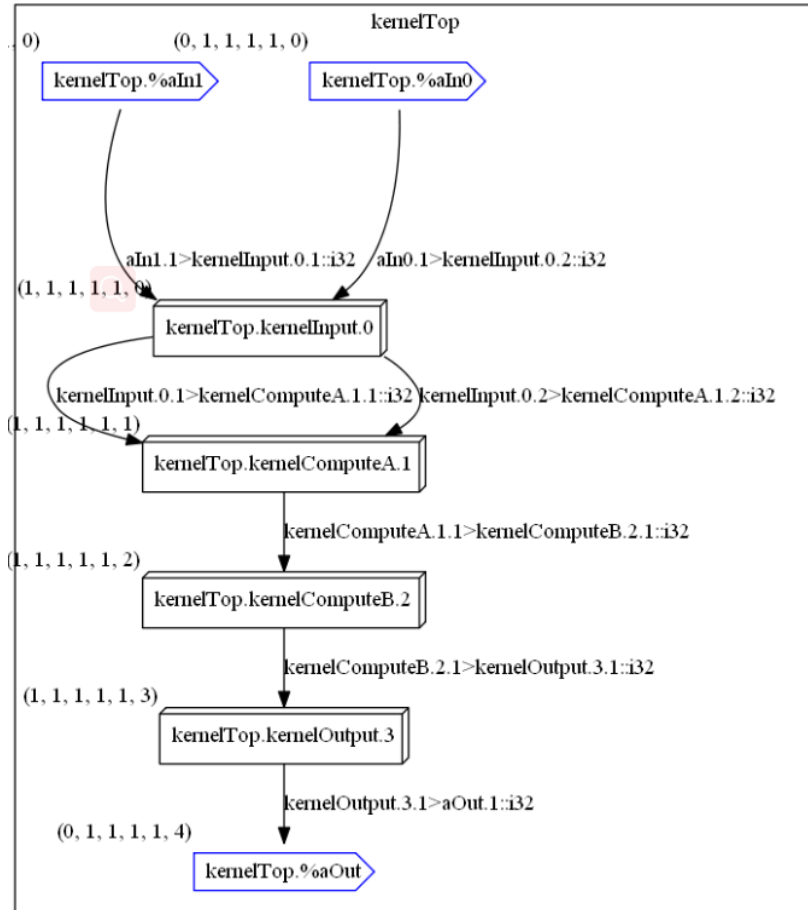 kernelTop
, 0)
(0, 1, 1, 1, 1, 0)
kernelTop.%aIn1
kernelTop.%aIn0
aIn1.1>kernelInput.0.1::i32
aIn0.1>kernelInput.0.2::i32
(1, 1, 1, 1, 1, 0)
kernelTop.kernelInput.0
kernelInput.0.1>kernelComputeA.1.1::i32
kernelInput.0.2>kernelComputeA.1.2::i32
(1, 1, 1, 1, 1, 1)
kernelTop.kernelComputeA.1
kernelComputeA.1.1>kernelComputeB.2.1::i32
(1, 1, 1, 1, 1, 2)
kernelTop.kernelComputeB.2
kernelComputeB.2.1>kernelOutput.3.1::i32
(1, 1, 1, 1, 1, 3)
kernelTop.kernelOutput.3
kernelOutput.3.1>aOut.1::i32
(0, 1, 1, 1, 1, 4)
kernelTop.%aOut